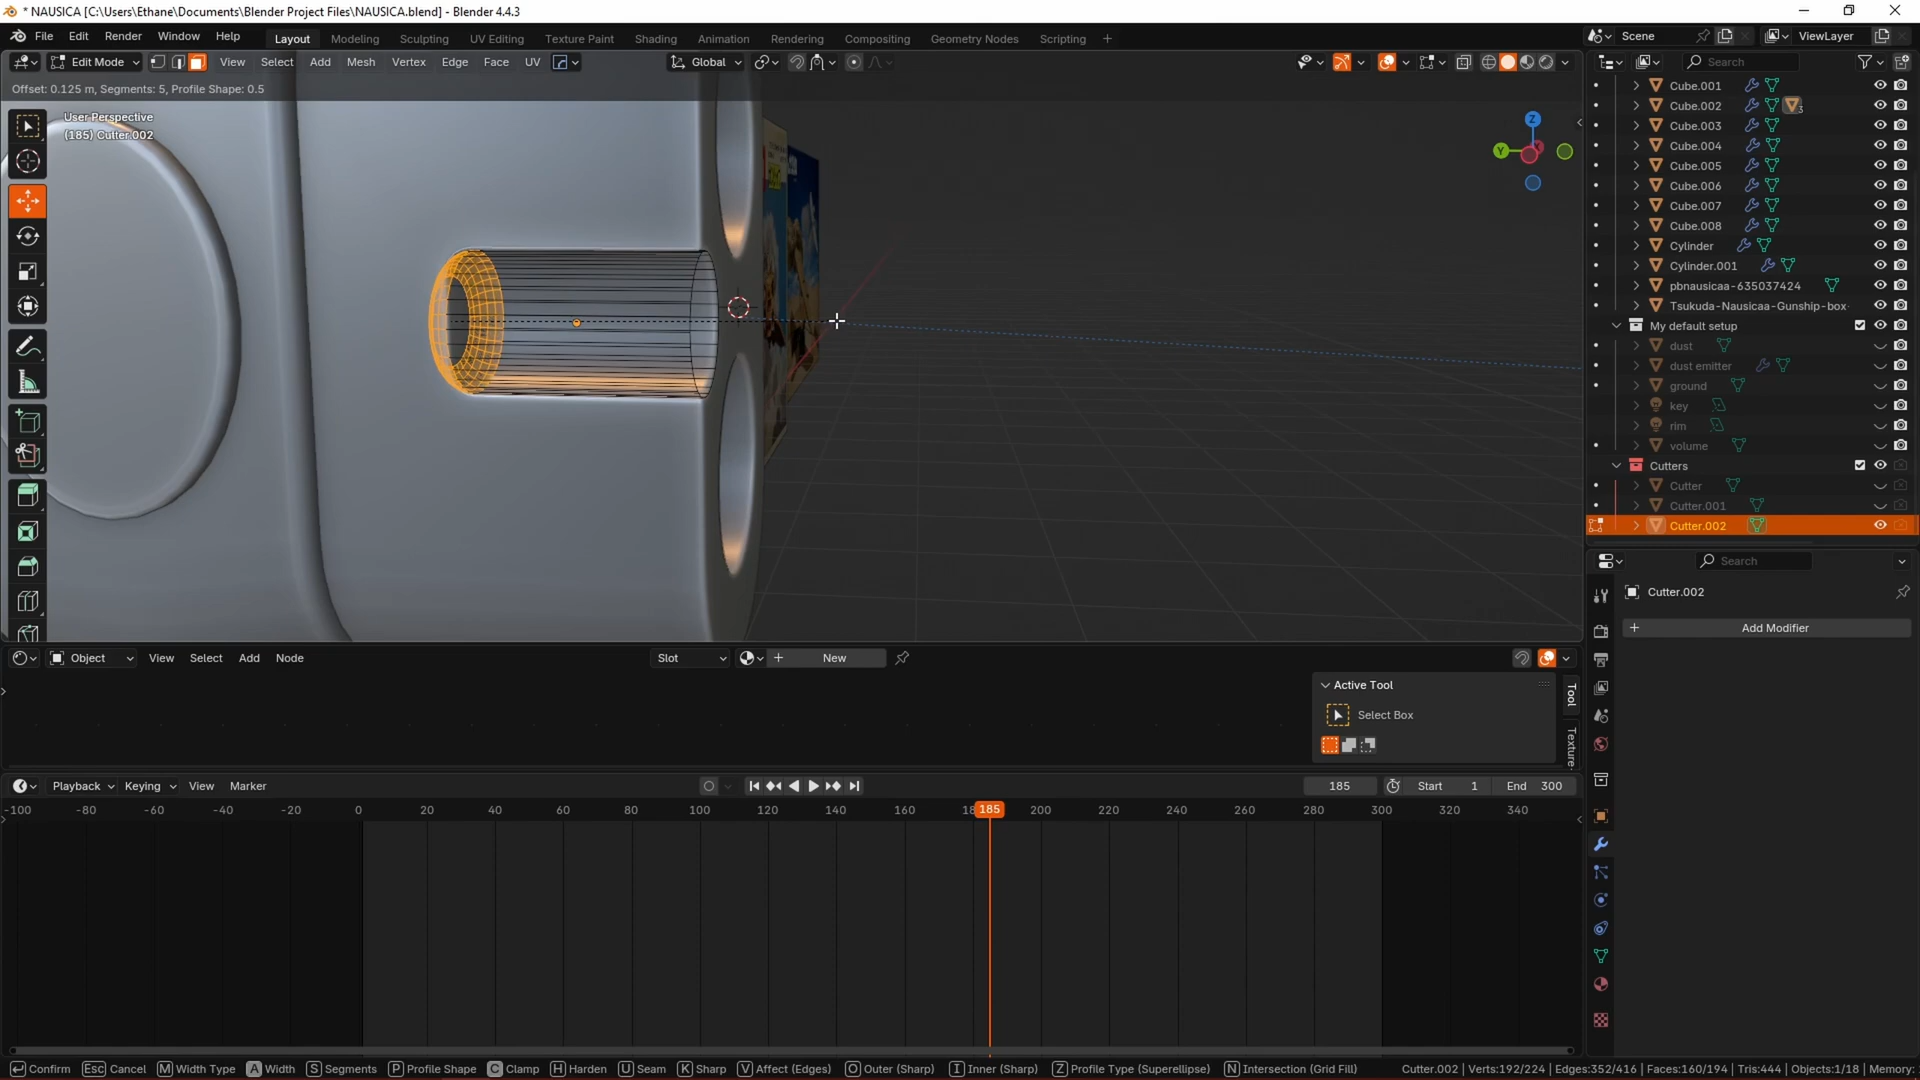 * NAUSICA [C:\Users\Ethane\Documents\Blender Project Files\NAUSICA.blend] - Blender 4.4.3
File Edit Render Window Help
Layout Modeling Sculpting UV Editing Texture Paint Shading Animation Rendering Compositing Geometry Nodes Scripting +
Scene
ViewLayer
Edit Mode View Select Add Mesh Vertex Edge Face UV
Global
Search
Offset: 0.125 m, Segments: 5, Profile Shape: 0.5
User Perspective
(185) Cutter.002
Z
Y
X
Cube.001
Cube.002
3
Cube.003
Cube.004
Cube.005
Cube.006
Cube.007
Cube.008
Cylinder
Cylinder.001
pbnausicaa-635037424
Tsukuda-Nausicaa-Gunship-box-
My default setup
dust
dust emitter
ground
key
rim
volume
Cutters
Cutter
Cutter.001
Cutter.002
Search
Cutter.002
+ Add Modifier
Object View Select Add Node
Slot
+ New
Active Tool
Select Box
Tool
Texture
Playback Keying View Marker
185 Start 1 End 300
-100 -80 -60 -40 -20 0 20 40 60 80 100 120 140 160 18 185 200 220 240 260 280 300 320 340
Confirm Esc Cancel M Width Type A Width S Segments P Profile Shape C Clamp H Harden U Seam K Sharp V Affect (Edges) O Outer (Sharp) I Inner (Sharp) Z Profile Type (Superellipse) N Intersection (Grid Fill) Cutter.002 | Verts:192/224 | Edges:352/416 | Faces:160/194 | Tris:444 | Objects:1/18 | Memory: